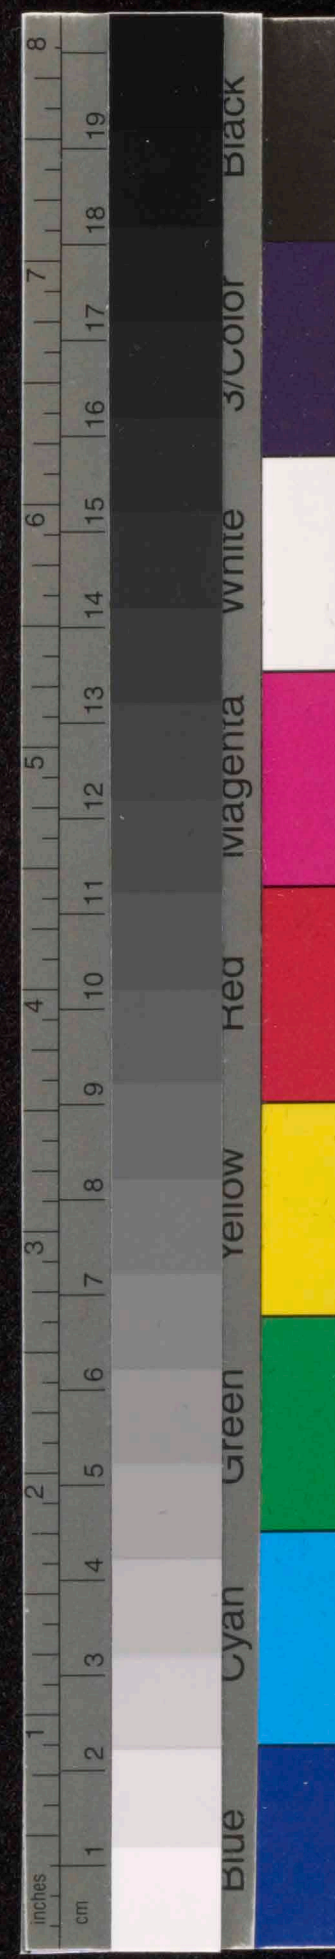 inches 1 2 3 4 5 6 7 8
cm 1 2 3 4 5 6 7 8 9 10 11 12 13 14 15 16 17 18 19
Blue Cyan Green Yellow Red Magenta White 3/Color Black